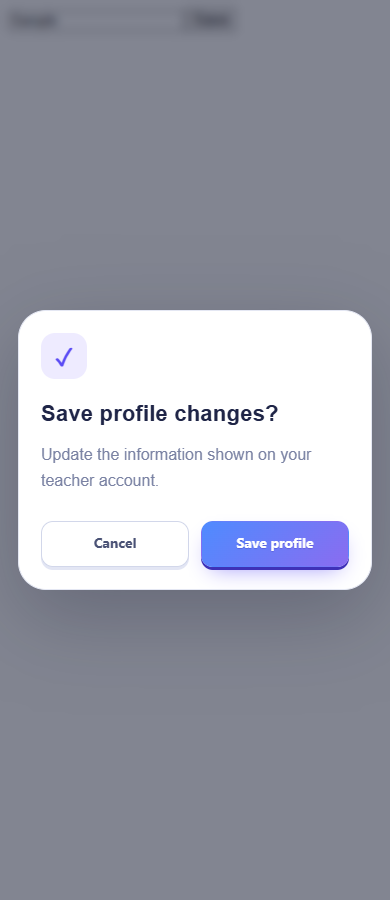 Save profile changes?
Update the information shown on your
teacher account.
Cancel
Save profile